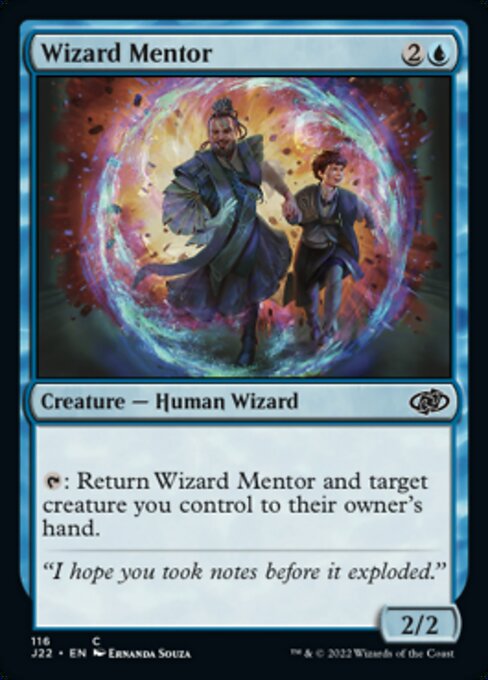 Wizard Mentor 2
Creature — Human Wizard
: Return Wizard Mentor and target
creature you control to their owner's
hand.
"I hope you took notes before it exploded."
2/2
116 C
J22 • EN Ernanda Souza ™ & © 2022 Wizards of the Coast